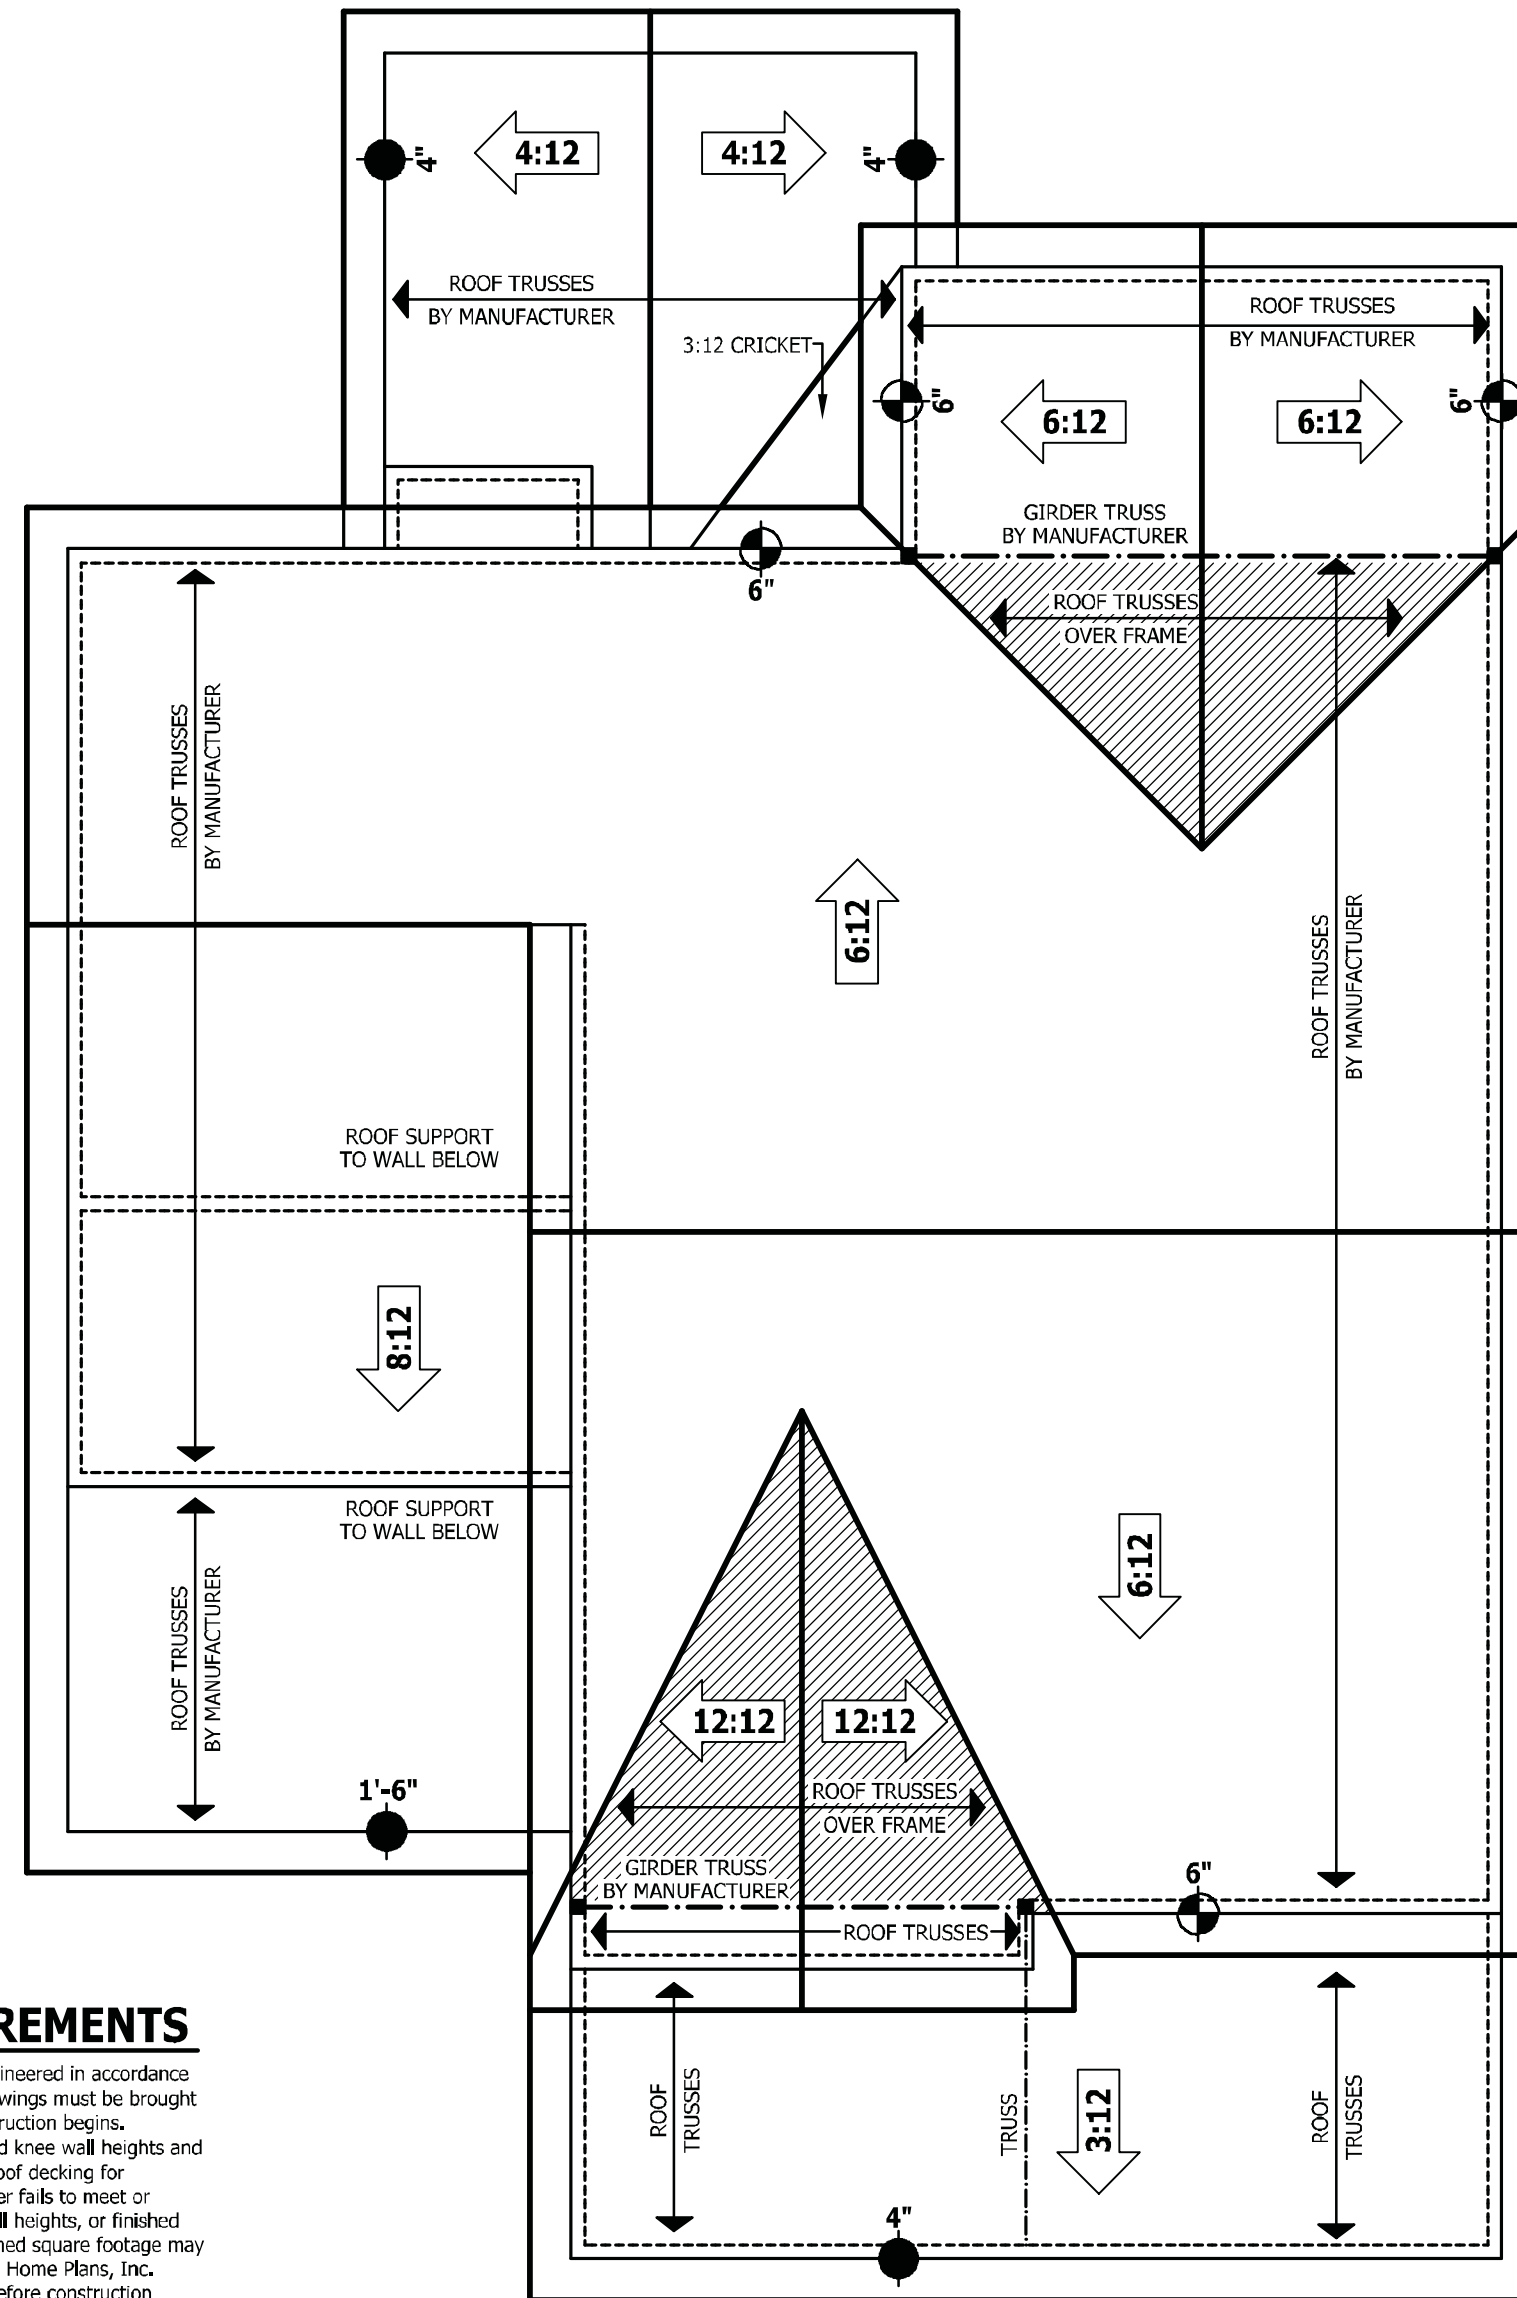 4:12
4:12
4"
4"
ROOF TRUSSES
BY MANUFACTURER
ROOF TRUSSES
BY MANUFACTURER
3:12 CRICKET
6"
6"
6:12
6:12
GIRDER TRUSS
BY MANUFACTURER
6"
ROOF TRUSSES
OVER FRAME
ROOF TRUSSES
BY MANUFACTURER
6:12
ROOF TRUSSES
BY MANUFACTURER
ROOF SUPPORT
TO WALL BELOW
8:12
ROOF SUPPORT
TO WALL BELOW
6:12
ROOF TRUSSES
BY MANUFACTURER
12:12
12:12
1'-6"
ROOF TRUSSES
OVER FRAME
GIRDER TRUSS
BY MANUFACTURER
6"
ROOF TRUSSES
ROOF
TRUSSES
TRUSS
3:12
ROOF
TRUSSES
4"
REMENTS
ineered in accordance
wings must be brought
ruction begins.
d knee wall heights and
oof decking for
er fails to meet or
ll heights, or finished
ned square footage may
Home Plans, Inc.
efore construction